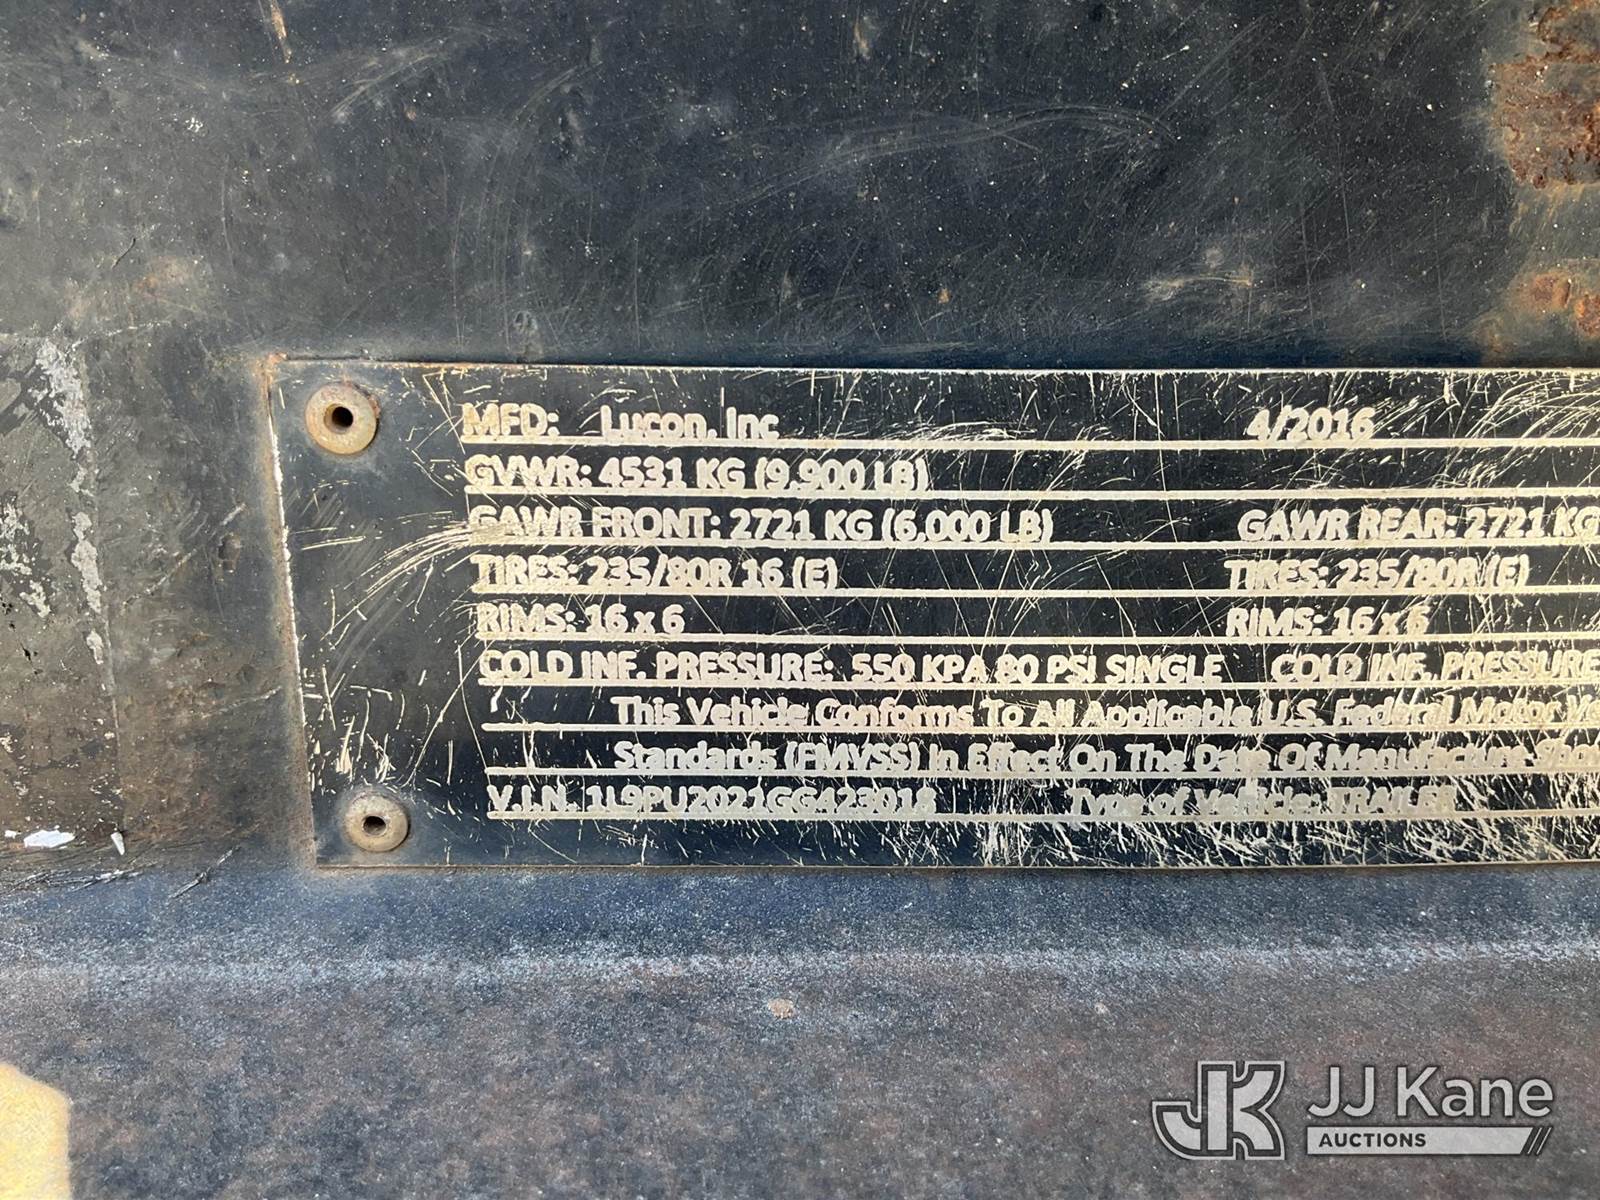 MFD: Lucon, Inc 4/2016
GVWR: 4531 KG (9,900 LB)
GAWR FRONT: 2721 KG (6,000 LB) GAWR REAR: 2721 KG
TIRES: 235/80R 16 (E) TIRES: 235/80R (E)
RIMS: 16 x 6 RIMS: 16 x 6
COLD INF. PRESSURE: 550 KPA 80 PSI SINGLE COLD INF. PRESSURE
This Vehicle Conforms To All Applicable U.S. Federal Motor Ve
Standards (FMVSS) In Effect On The Date Of Manufacture Sho
V.I.N. 1L9PU2021GG423018 Type of Vehicle: TRAILER
JK JJ Kane
AUCTIONS